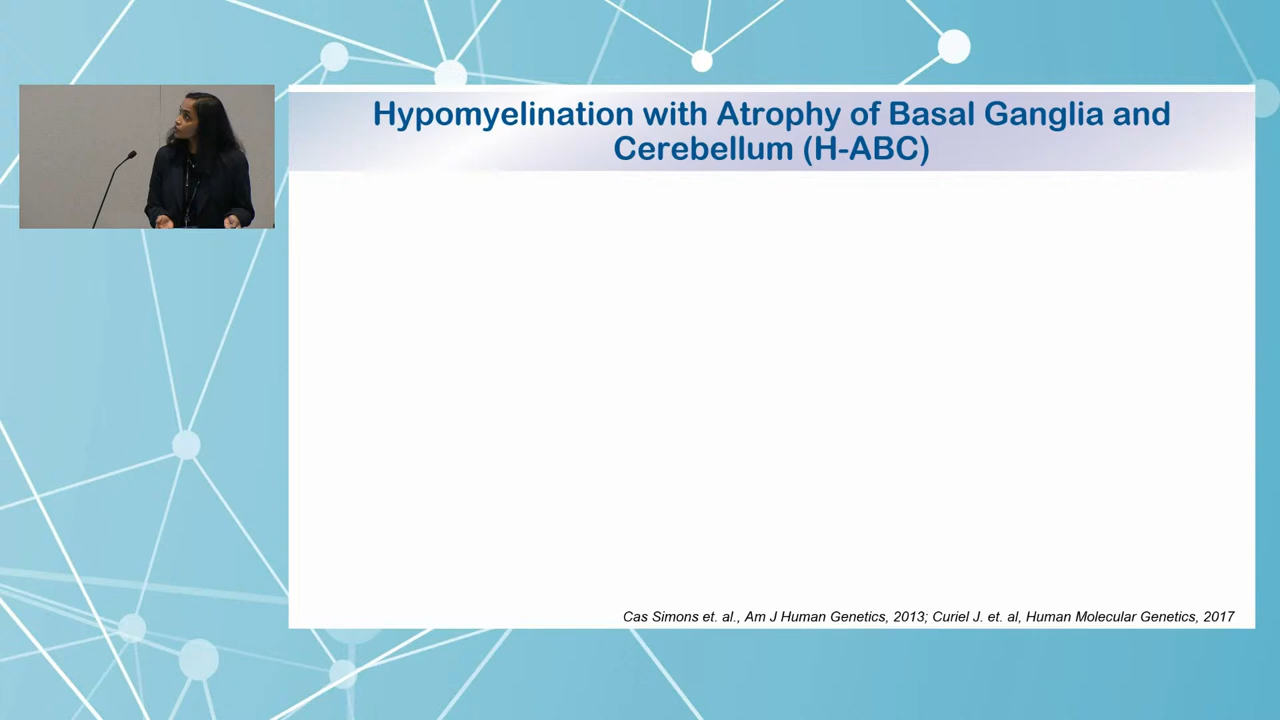 Hypomyelination with Atrophy of Basal Ganglia and
Cerebellum (H-ABC)
Cas Simons et. al., Am J Human Genetics, 2013; Curiel J. et. al, Human Molecular Genetics, 2017